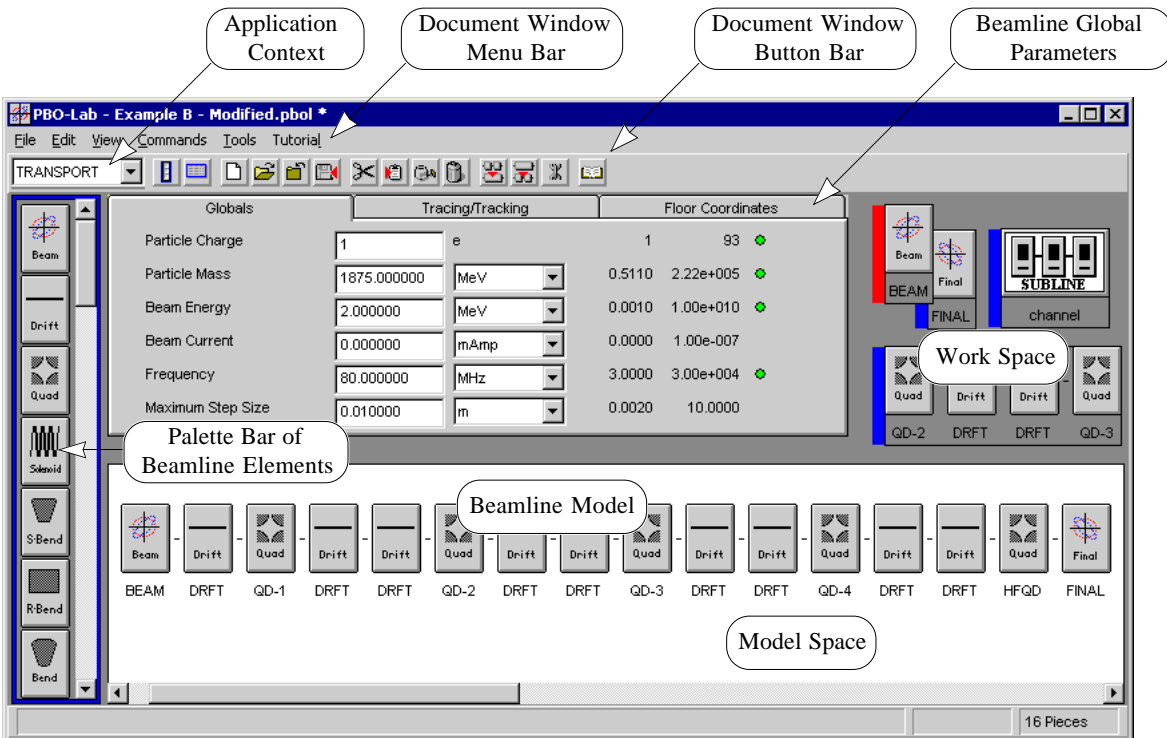 Application
Context
Document Window
Menu Bar
Document Window
Button Bar
Beamline Global
Parameters
PBO-Lab - Example B - Modified.pbol *
File Edit View Commands Tools Tutorial
TRANSPORT
Globals Tracing/Tracking Floor Coordinates
Particle Charge 1 e 1 93
Particle Mass 1875.000000 MeV 0.5110 2.22e+005
Beam Energy 2.000000 MeV 0.0010 1.00e+010
Beam Current 0.000000 mAmp 0.0000 1.00e-007
Frequency 80.000000 MHz 3.0000 3.00e+004
Maximum Step Size 0.010000 m 0.0020 10.0000
Beam
Drift
Quad
Solenoid
S-Bend
R-Bend
Bend
Palette Bar of
Beamline Elements
Beam
BEAM
Final
FINAL
SUBLINE
channel
Work Space
Quad Drift Drift Quad
QD-2 DRFT DRFT QD-3
Beamline Model
Beam Drift Quad Drift Drift Quad Drift Drift Quad Drift Drift Quad Drift Drift Quad Final
BEAM DRFT QD-1 DRFT DRFT QD-2 DRFT DRFT QD-3 DRFT DRFT QD-4 DRFT DRFT HFQD FINAL
Model Space
16 Pieces